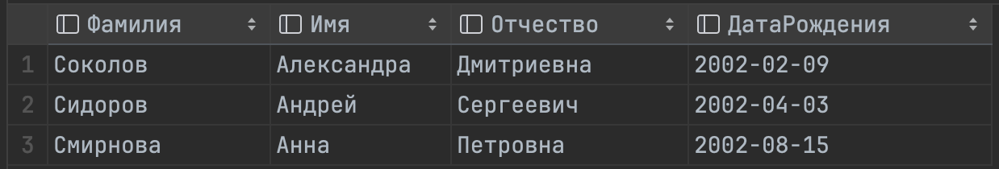 Фамилия Имя Отчество ДатаРождения
1 Соколов Александра Дмитриевна 2002-02-09
2 Сидоров Андрей Сергеевич 2002-04-03
3 Смирнова Анна Петровна 2002-08-15